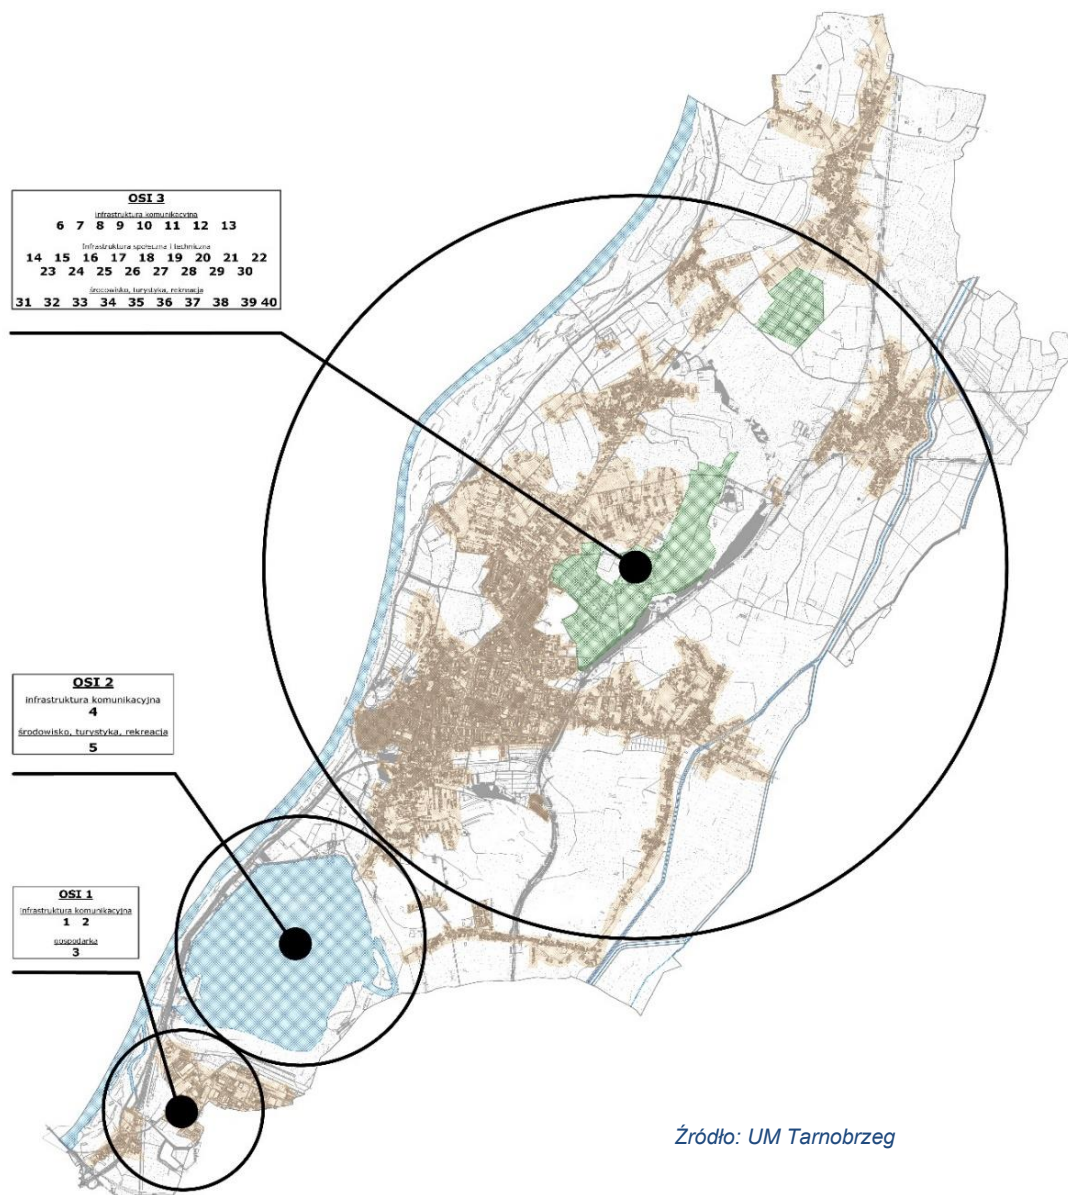 OSI 3
infrastruktura komunikacyjna
6 7 8 9 10 11 12 13
Infrastruktura społeczna i techniczna
14 15 16 17 18 19 20 21 22
23 24 25 26 27 28 29 30
środowisko, turystyka, rekreacja
31 32 33 34 35 36 37 38 39 40
OSI 2
infrastruktura komunikacyjna
4
środowisko, turystyka, rekreacja
5
OSI 1
infrastruktura komunikacyjna
1 2
gospodarka
3
Źródło: UM Tarnobrzeg